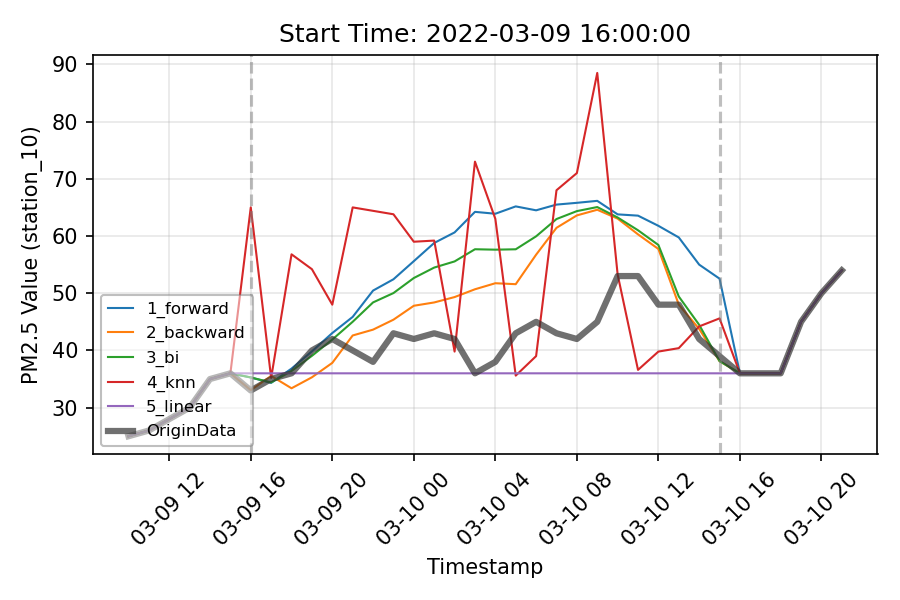 Start Time: 2022-03-09 16:00:00
PM2.5 Value (station_10)
90
80
70
60
50
40
30
1_forward
2_backward
3_bi
4_knn
5_linear
OriginData
03-09 12
03-09 16
03-09 20
03-10 00
03-10 04
03-10 08
03-10 12
03-10 16
03-10 20
Timestamp